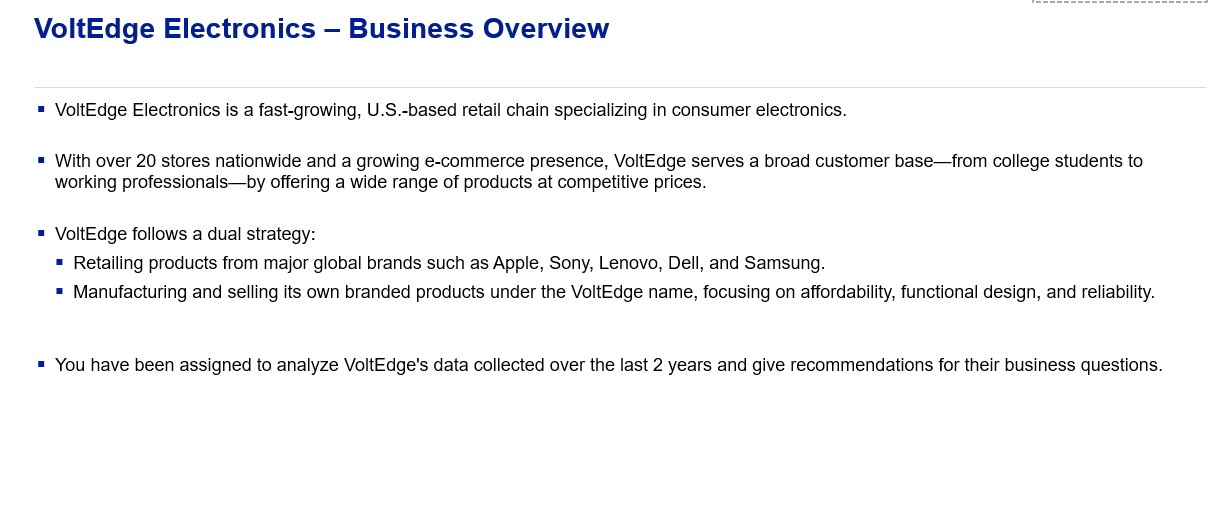 VoltEdge Electronics – Business Overview
VoltEdge Electronics is a fast-growing, U.S.-based retail chain specializing in consumer electronics.
With over 20 stores nationwide and a growing e-commerce presence, VoltEdge serves a broad customer base—from college students to
working professionals—by offering a wide range of products at competitive prices.
VoltEdge follows a dual strategy:
Retailing products from major global brands such as Apple, Sony, Lenovo, Dell, and Samsung.
Manufacturing and selling its own branded products under the VoltEdge name, focusing on affordability, functional design, and reliability.
You have been assigned to analyze VoltEdge's data collected over the last 2 years and give recommendations for their business questions.